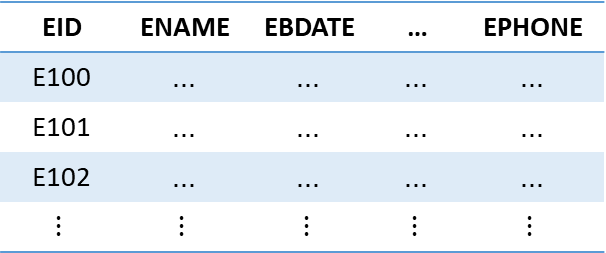 EID ENAME EBDATE ... EPHONE
E100 ... ... ... ...
E101 ... ... ... ...
E102 ... ... ... ...
⋮ ⋮ ⋮ ⋮ ⋮